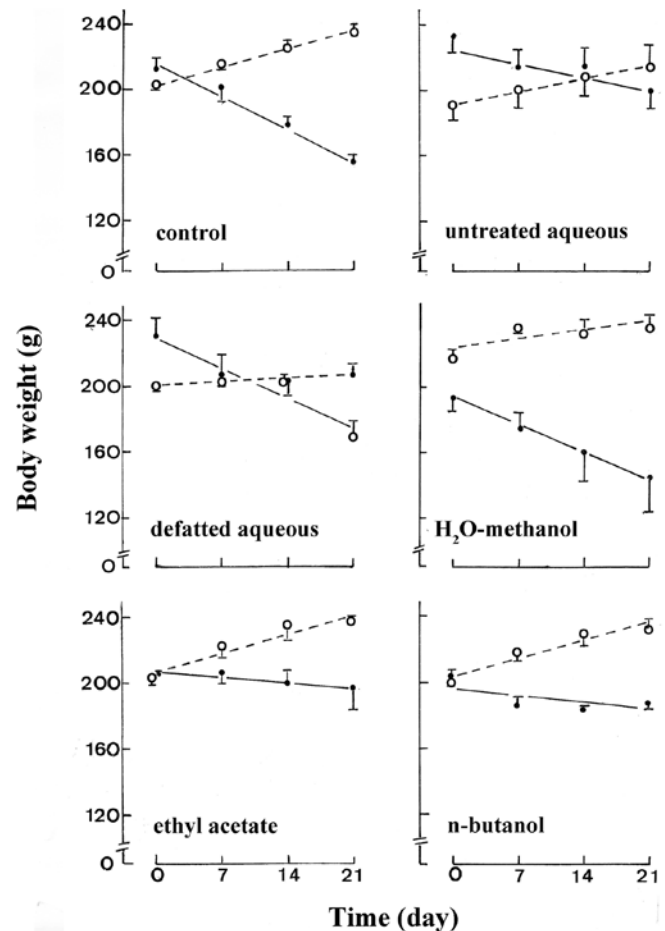 240
200
160
120
0
control
untreated aqueous
240
200
160
120
0
defatted aqueous
H₂O-methanol
240
200
160
120
0
ethyl acetate
n-butanol
0 7 14 21 0 7 14 21
Body weight (g)
Time (day)